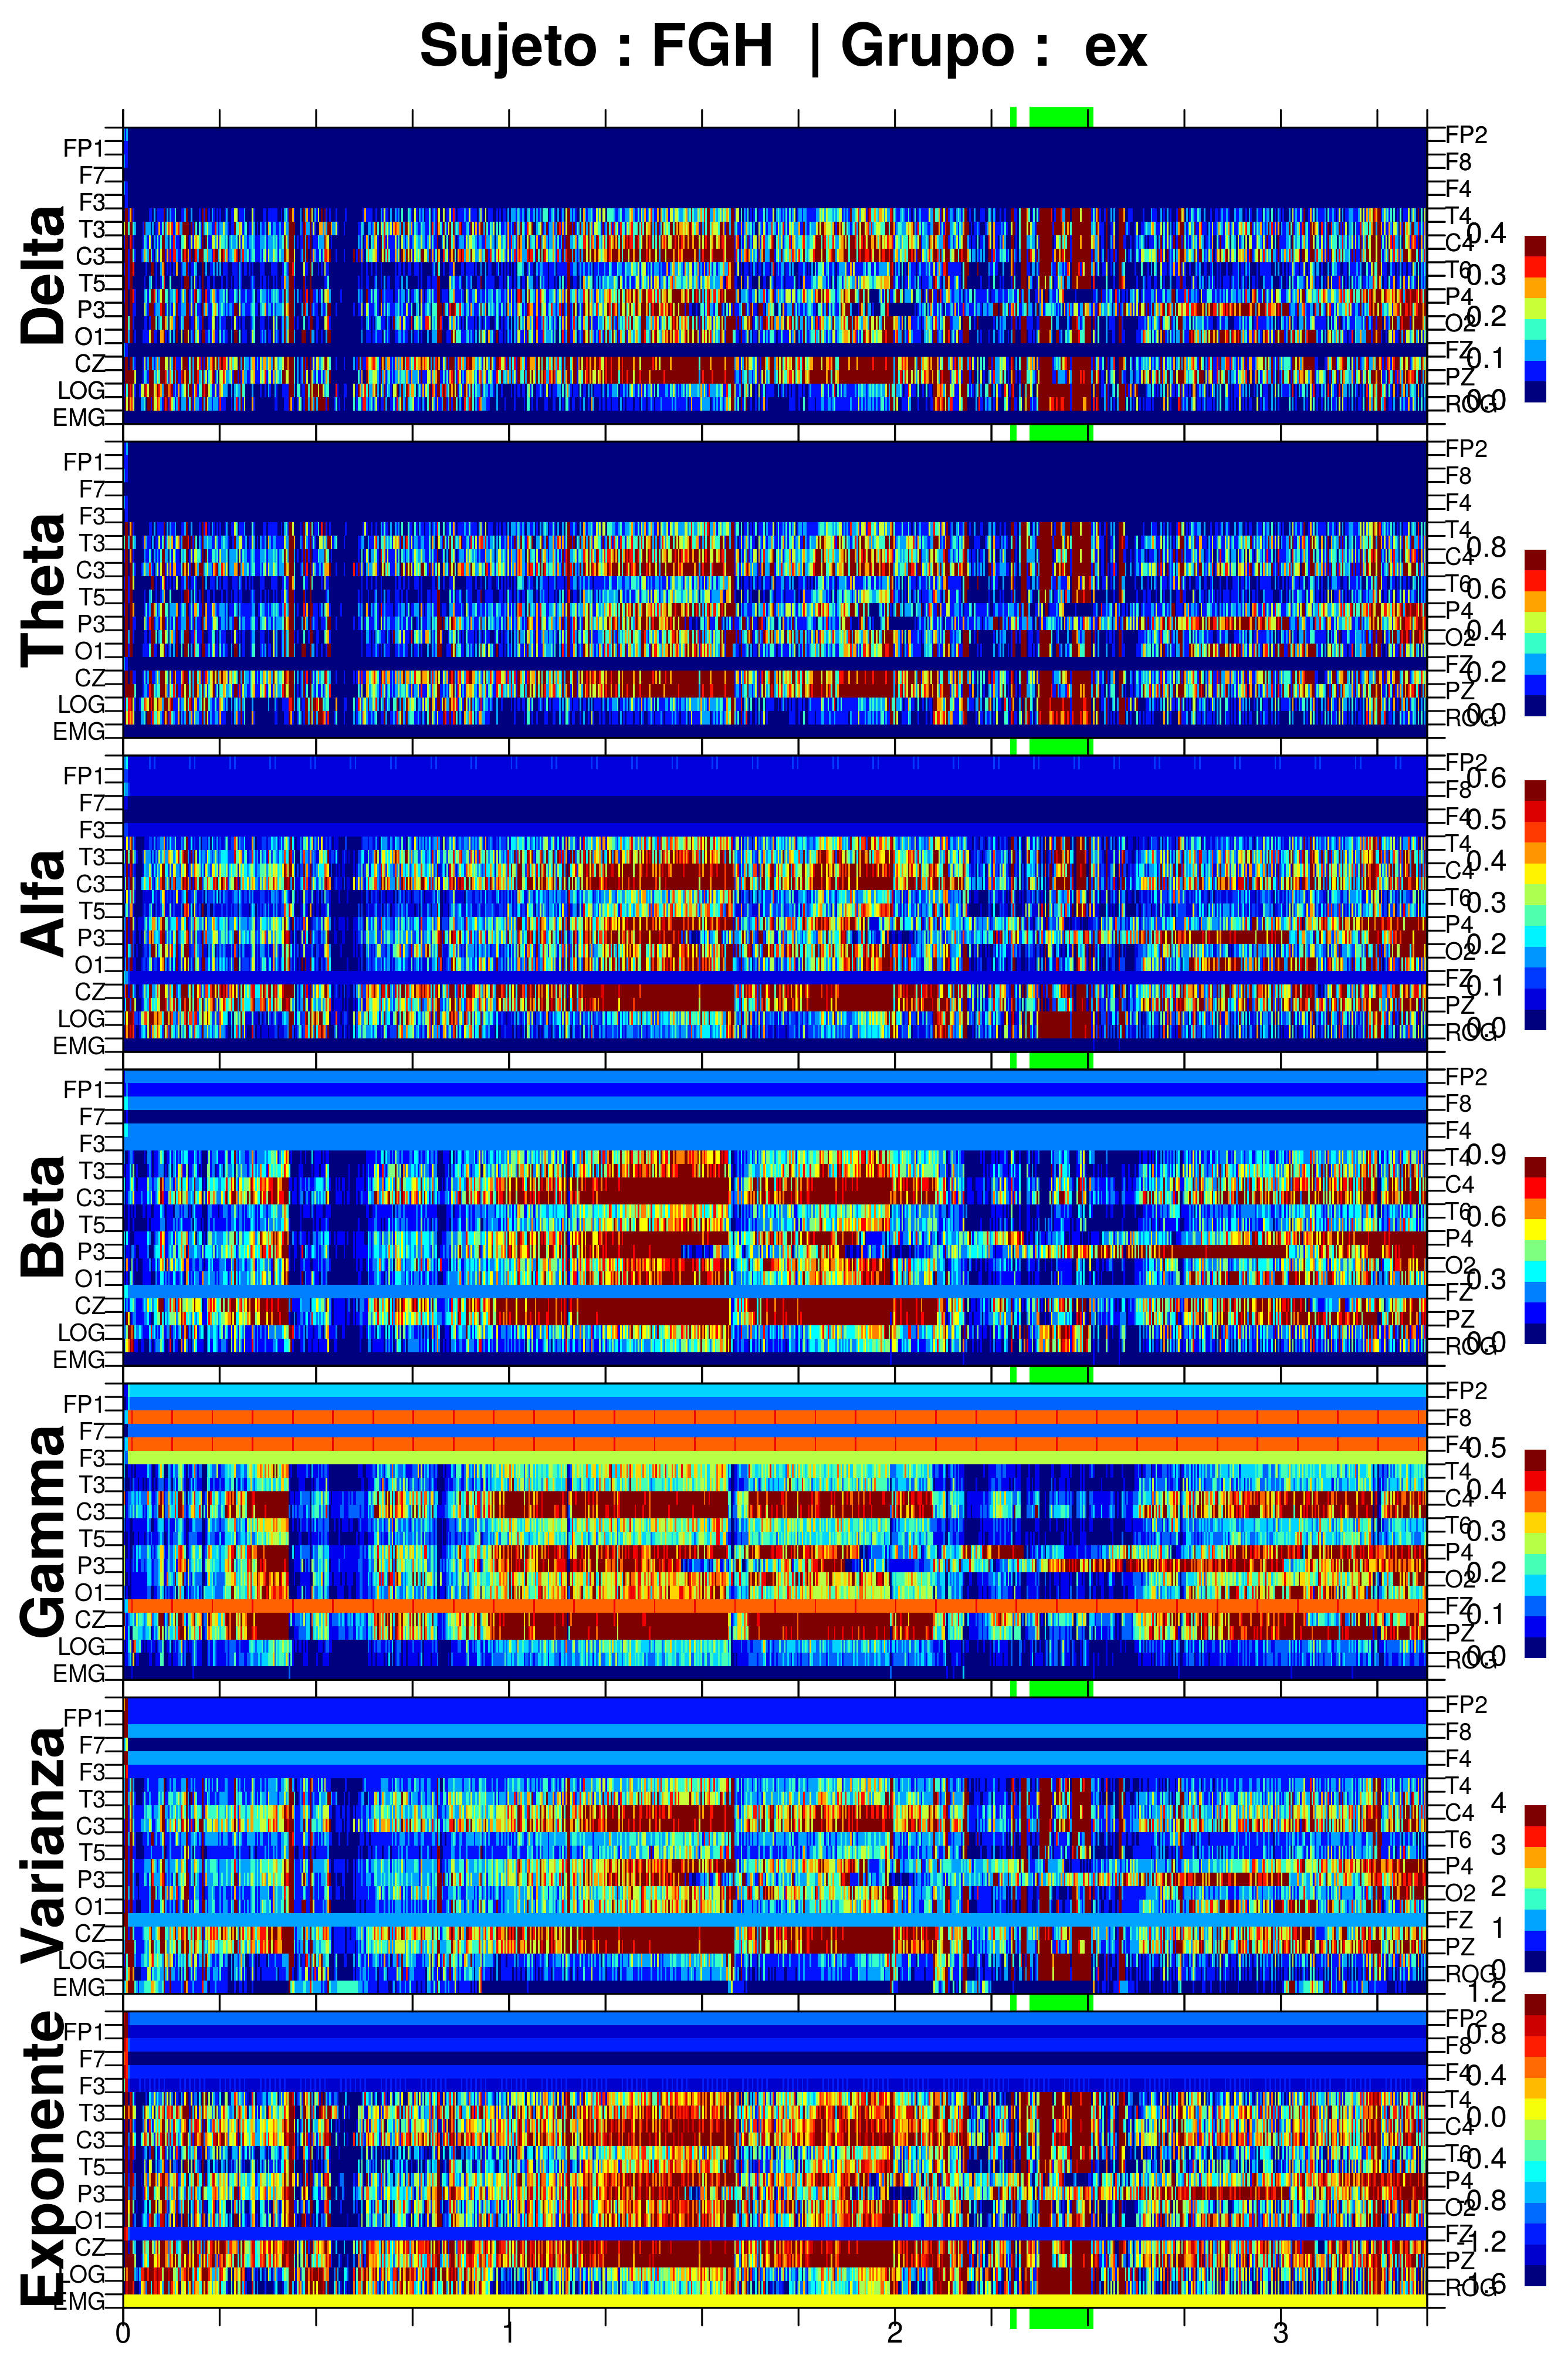 Sujeto : FGH | Grupo : ex
Delta
FP1
F7
F3
T3
C3
T5
P3
O1
CZ
LOG
EMG
FP2
F8
F4
T4
C4
T6
P4
O2
FZ
PZ
ROG
0.4
0.3
0.2
0.1
0.0
Theta
FP1
F7
F3
T3
C3
T5
P3
O1
CZ
LOG
EMG
FP2
F8
F4
T4
C4
T6
P4
O2
FZ
PZ
ROG
0.8
0.6
0.4
0.2
0.0
Alfa
FP1
F7
F3
T3
C3
T5
P3
O1
CZ
LOG
EMG
FP2
F8
F4
T4
C4
T6
P4
O2
FZ
PZ
ROG
0.6
0.5
0.4
0.3
0.2
0.1
0.0
Beta
FP1
F7
F3
T3
C3
T5
P3
O1
CZ
LOG
EMG
FP2
F8
F4
T4
C4
T6
P4
O2
FZ
PZ
ROG
0.9
0.6
0.3
0.0
Gamma
FP1
F7
F3
T3
C3
T5
P3
O1
CZ
LOG
EMG
FP2
F8
F4
T4
C4
T6
P4
O2
FZ
PZ
ROG
0.5
0.4
0.3
0.2
0.1
0.0
Varianza
FP1
F7
F3
T3
C3
T5
P3
O1
CZ
LOG
EMG
FP2
F8
F4
T4
C4
T6
P4
O2
FZ
PZ
ROG
4
3
2
1
0
Exponente
FP1
F7
F3
T3
C3
T5
P3
O1
CZ
LOG
EMG
FP2
F8
F4
T4
C4
T6
P4
O2
FZ
PZ
ROG
1.2
0.8
0.4
0.0
0.4
0.8
1.2
1.6
0 1 2 3